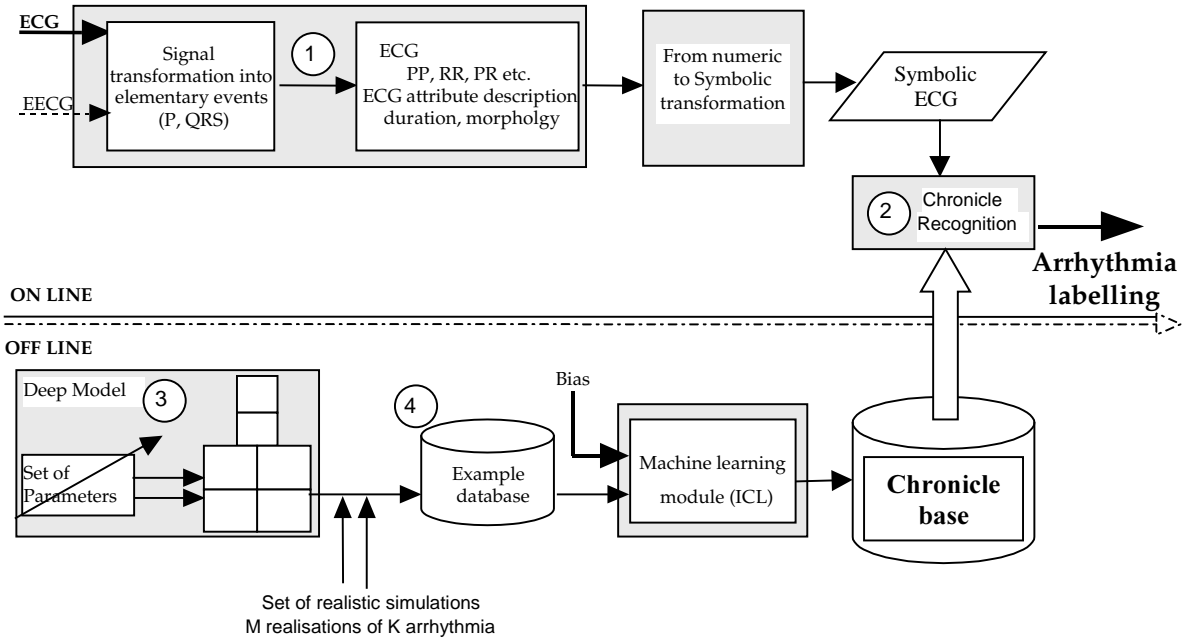 ECG
EECG
Signal
transformation into
elementary events
(P, QRS)
1
ECG
PP, RR, PR etc.
ECG attribute description
duration, morpholgy
From numeric
to Symbolic
transformation
Symbolic
ECG
2
Chronicle
Recognition
Arrhythmia
labelling
ON LINE
OFF LINE
Deep Model
3
Set of
Parameters
4
Example
database
Bias
Machine learning
module (ICL)
Chronicle
base
Set of realistic simulations
M realisations of K arrhythmia